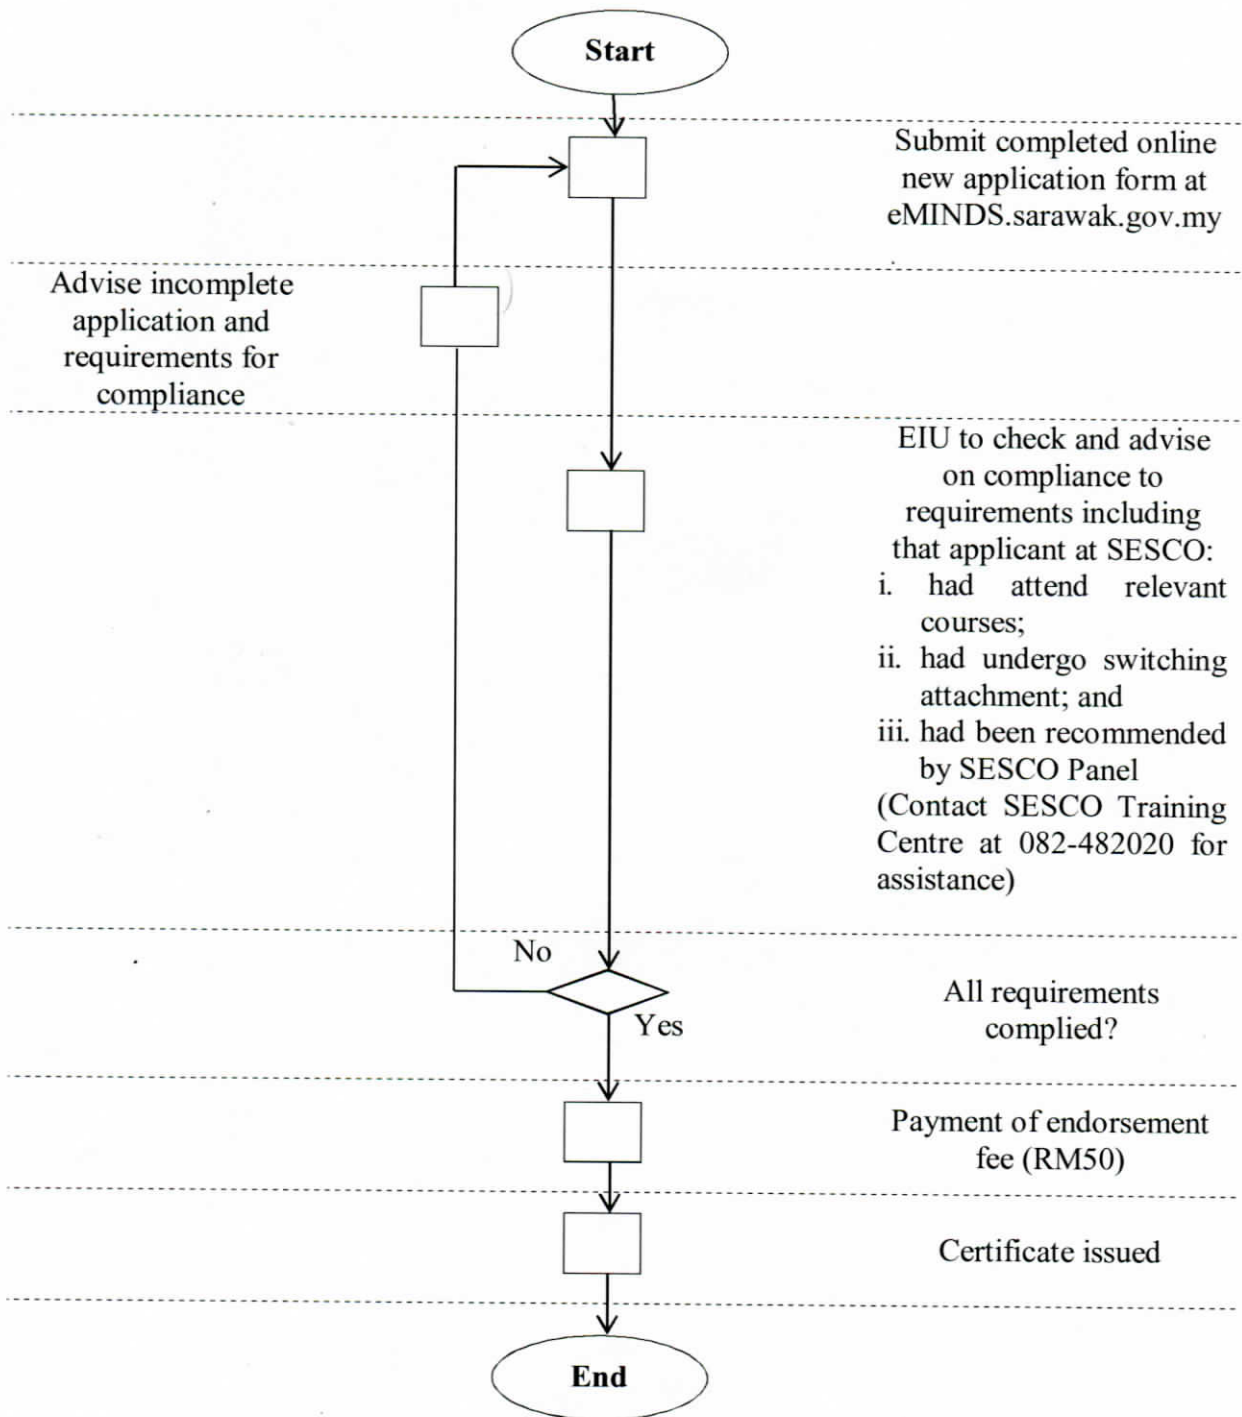 Start
Submit completed online
new application form at
eMINDS.sarawak.gov.my
Advise incomplete
application and
requirements for
compliance
EIU to check and advise
on compliance to
requirements including
that applicant at SESCO:
i. had attend relevant
courses;
ii. had undergo switching
attachment; and
iii. had been recommended
by SESCO Panel
(Contact SESCO Training
Centre at 082-482020 for
assistance)
No
Yes
All requirements
complied?
Payment of endorsement
fee (RM50)
Certificate issued
End